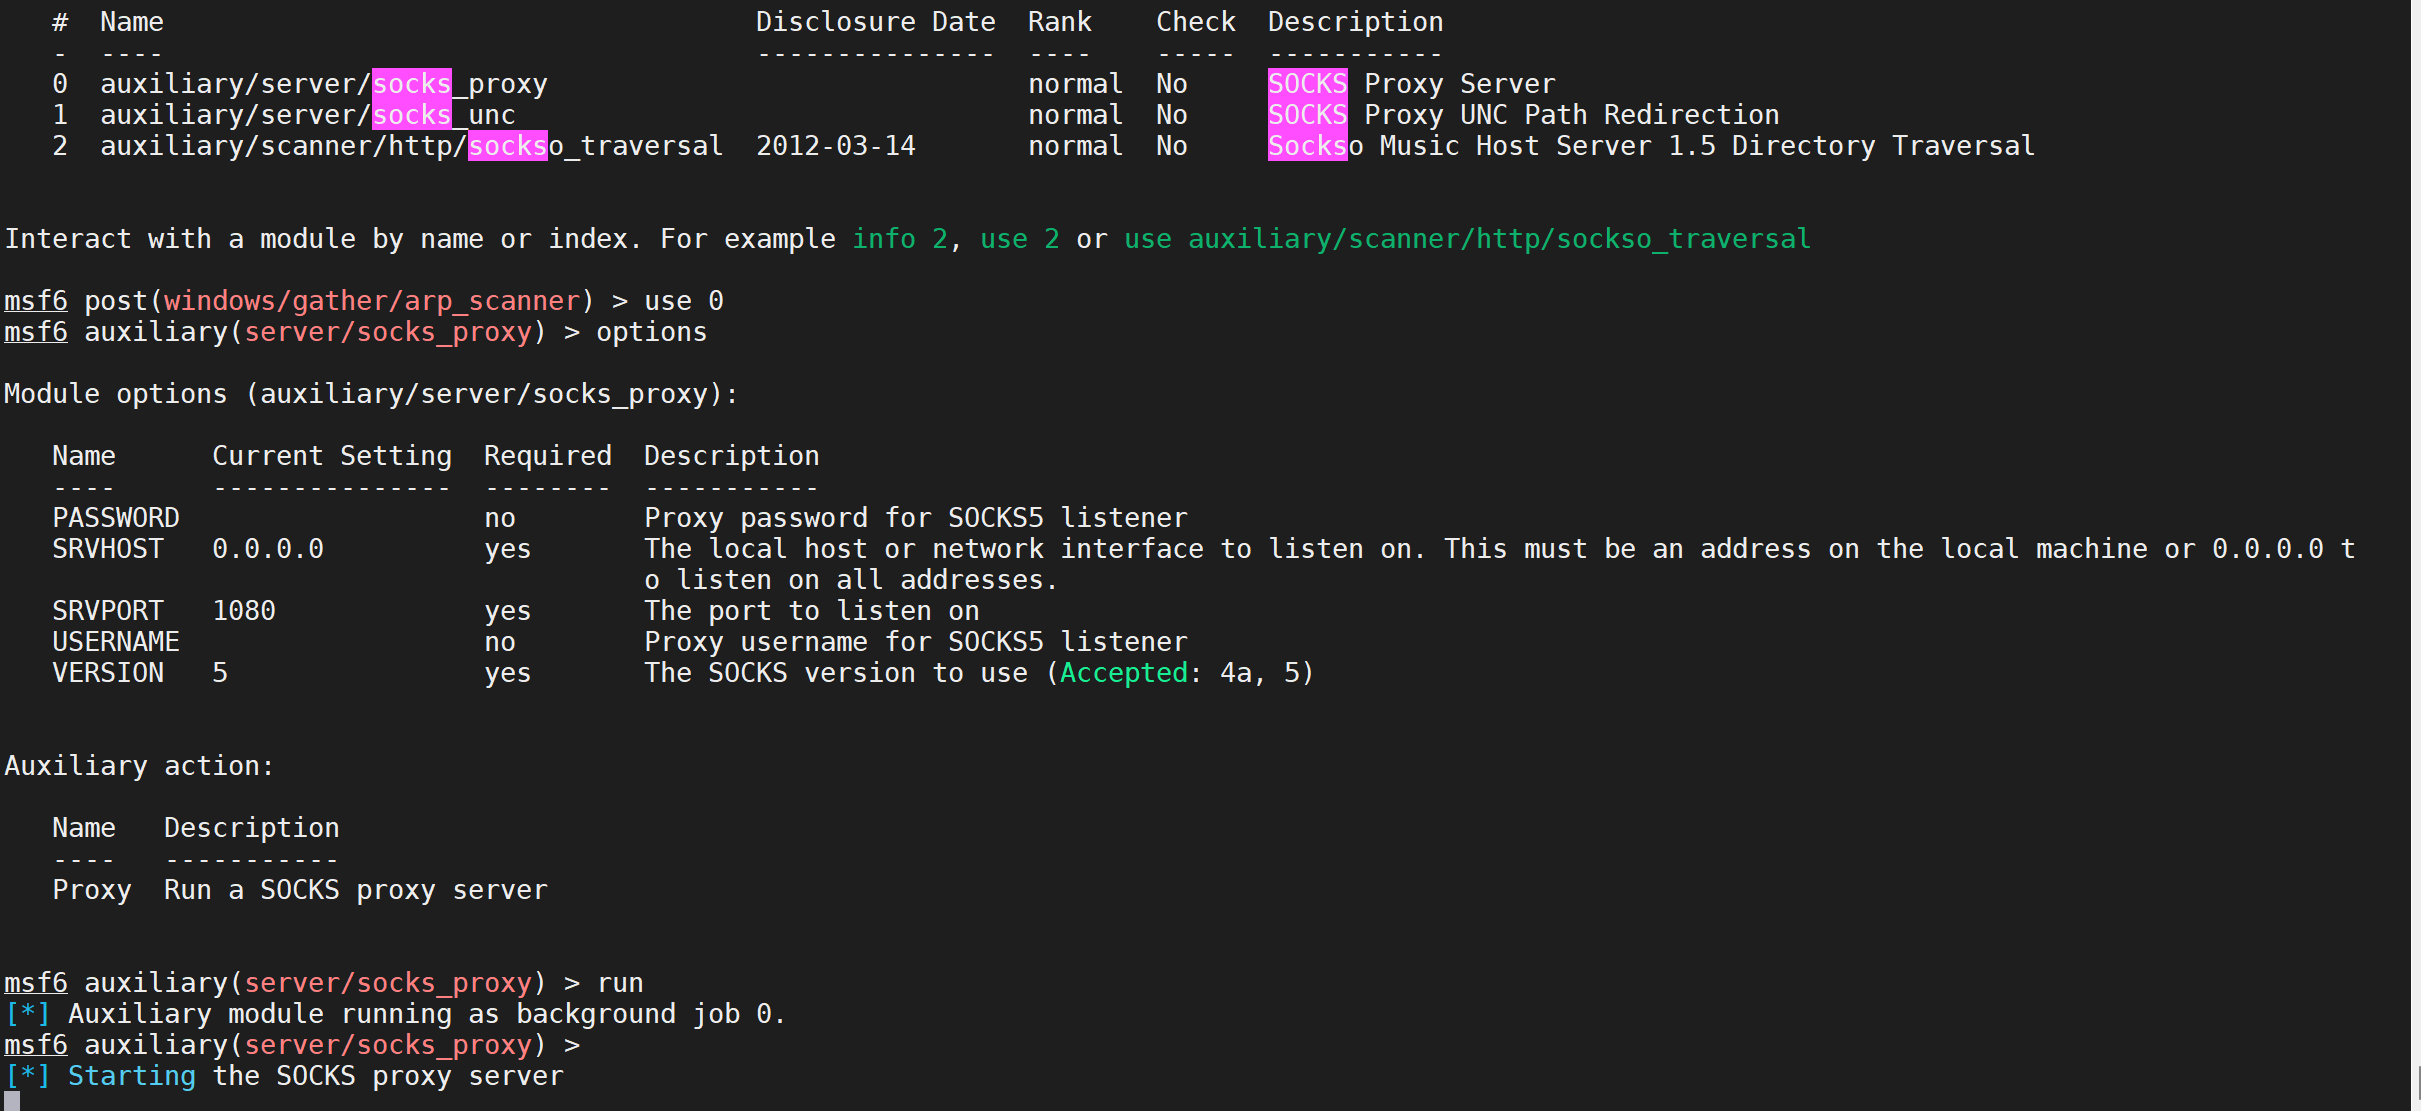 #  Name                                     Disclosure Date  Rank    Check  Description
   -  ----                                     ---------------  ----    -----  -----------
   0  auxiliary/server/socks_proxy                              normal  No     SOCKS Proxy Server
   1  auxiliary/server/socks_unc                                normal  No     SOCKS Proxy UNC Path Redirection
   2  auxiliary/scanner/http/sockso_traversal  2012-03-14       normal  No     Sockso Music Host Server 1.5 Directory Traversal
Interact with a module by name or index. For example info 2, use 2 or use auxiliary/scanner/http/sockso_traversal
msf6 post(windows/gather/arp_scanner) > use 0
msf6 auxiliary(server/socks_proxy) > options
Module options (auxiliary/server/socks_proxy):
   Name      Current Setting  Required  Description
   ----      ---------------  --------  -----------
   PASSWORD                   no        Proxy password for SOCKS5 listener
   SRVHOST   0.0.0.0          yes       The local host or network interface to listen on. This must be an address on the local machine or 0.0.0.0 t
                                        o listen on all addresses.
   SRVPORT   1080             yes       The port to listen on
   USERNAME                   no        Proxy username for SOCKS5 listener
   VERSION   5                yes       The SOCKS version to use (Accepted: 4a, 5)
Auxiliary action:
   Name   Description
   ----   -----------
   Proxy  Run a SOCKS proxy server
msf6 auxiliary(server/socks_proxy) > run
[*] Auxiliary module running as background job 0.
msf6 auxiliary(server/socks_proxy) >
[*] Starting the SOCKS proxy server